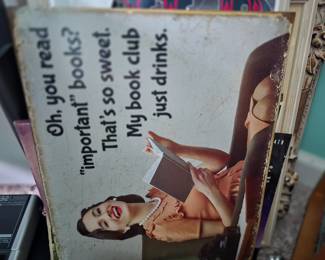 Oh, you read
"important" books?
That's so sweet.
My book club
just drinks.